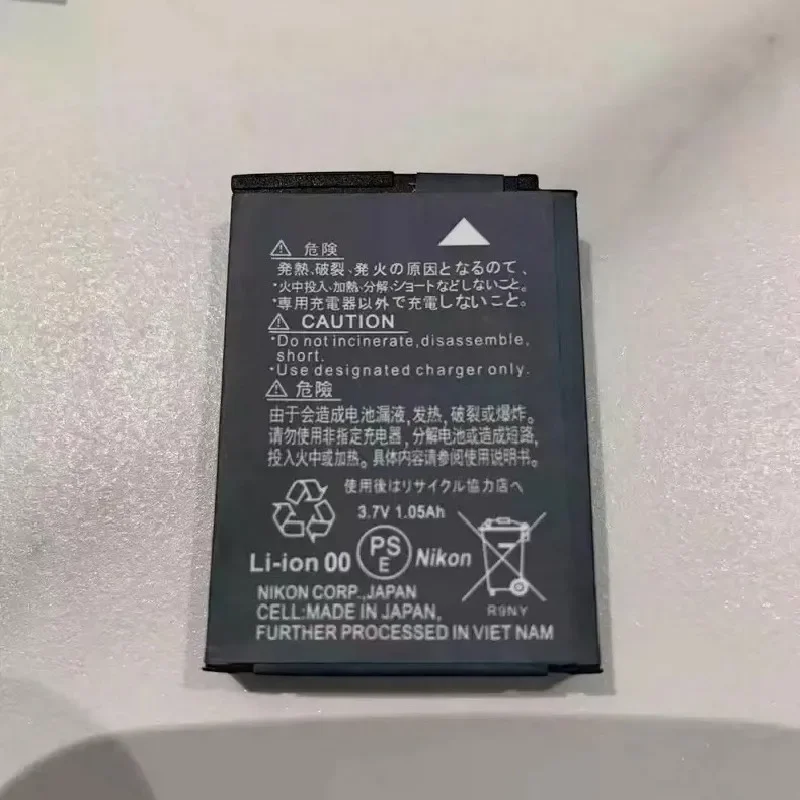 危険
発熱、破裂、発火の原因となるので、
・火中投入、加熱、分解、ショートなどしないこと。
・専用充電器以外で充電しないこと。
CAUTION
・Do not incinerate, disassemble,
short.
・Use designated charger only.
危險
由于会造成电池漏液，发热，破裂或爆炸。
请勿使用非指定充电器，分解电池或造成短路，
投入火中或加热。具体内容请参阅使用说明书。
使用後はリサイクル協力店へ
3.7V 1.05Ah
Li-ion 00 PS E Nikon
NIKON CORP.,JAPAN
R9NY
CELL:MADE IN JAPAN,
FURTHER PROCESSED IN VIET NAM